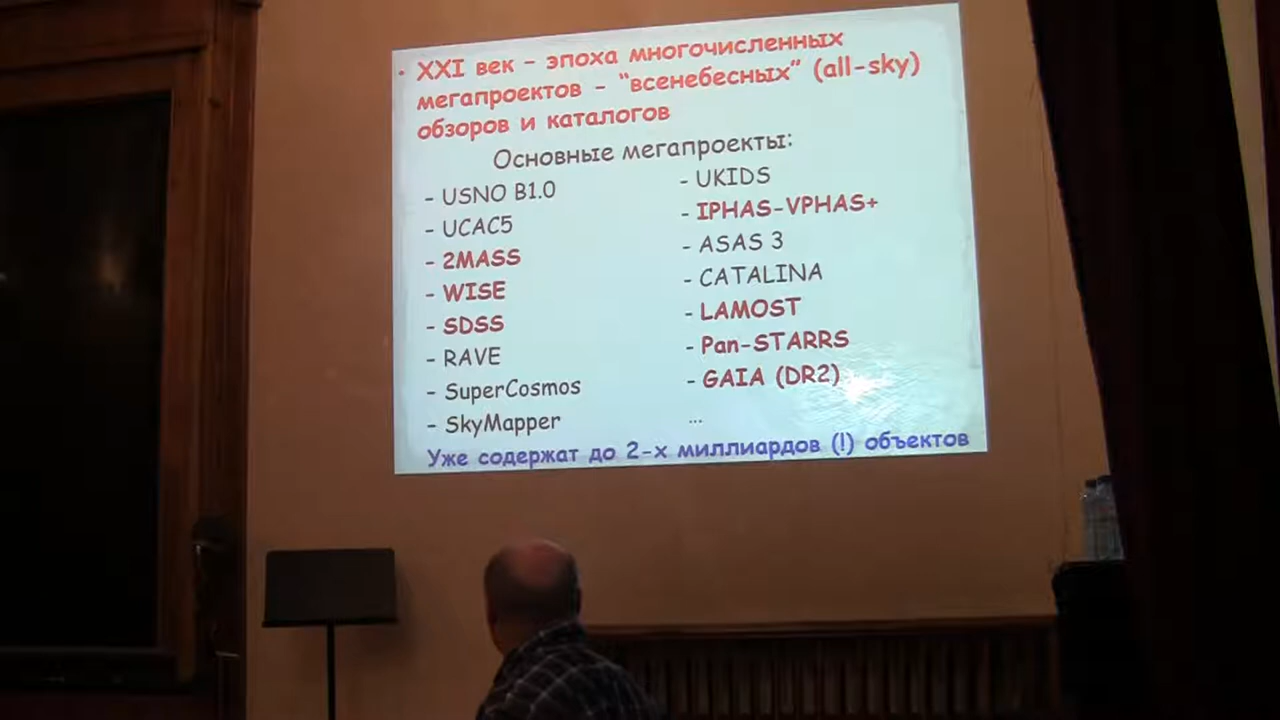 · XXI век – эпоха многочисленных
мегапроектов – "всенебесных" (all-sky)
обзоров и каталогов
Основные мегапроекты:
- USNO B1.0
- UCAC5
- 2MASS
- WISE
- SDSS
- RAVE
- SuperCosmos
- SkyMapper
- UKIDS
- IPHAS-VPHAS+
- ASAS 3
- CATALINA
- LAMOST
- Pan-STARRS
- GAIA (DR2)
...
Уже содержат до 2-х миллиардов (!) объектов